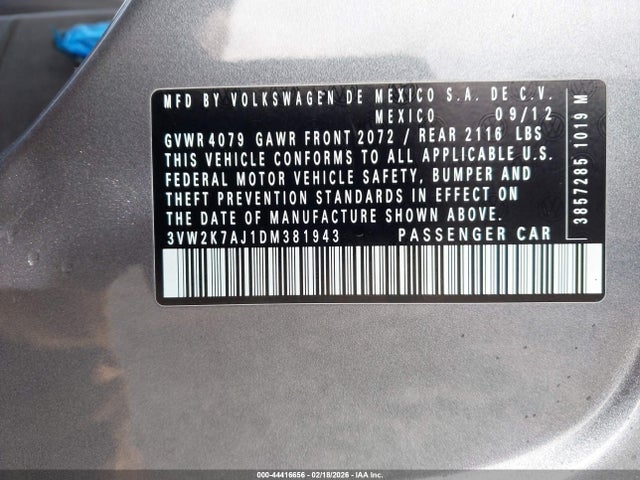 MFD BY VOLKSWAGEN DE MEXICO S.A. DE C.V.
MEXICO 09/12
GVWR 4079 GAWR FRONT 2072 / REAR 2116 LBS
THIS VEHICLE CONFORMS TO ALL APPLICABLE U.S.
FEDERAL MOTOR VEHICLE SAFETY, BUMPER AND
THEFT PREVENTION STANDARDS IN EFFECT ON
THE DATE OF MANUFACTURE SHOWN ABOVE.
3VW2K7AJ1DM381943 PASSENGER CAR
3857285 1019 M
000-44416656 - 02/18/2026 - IAA Inc.